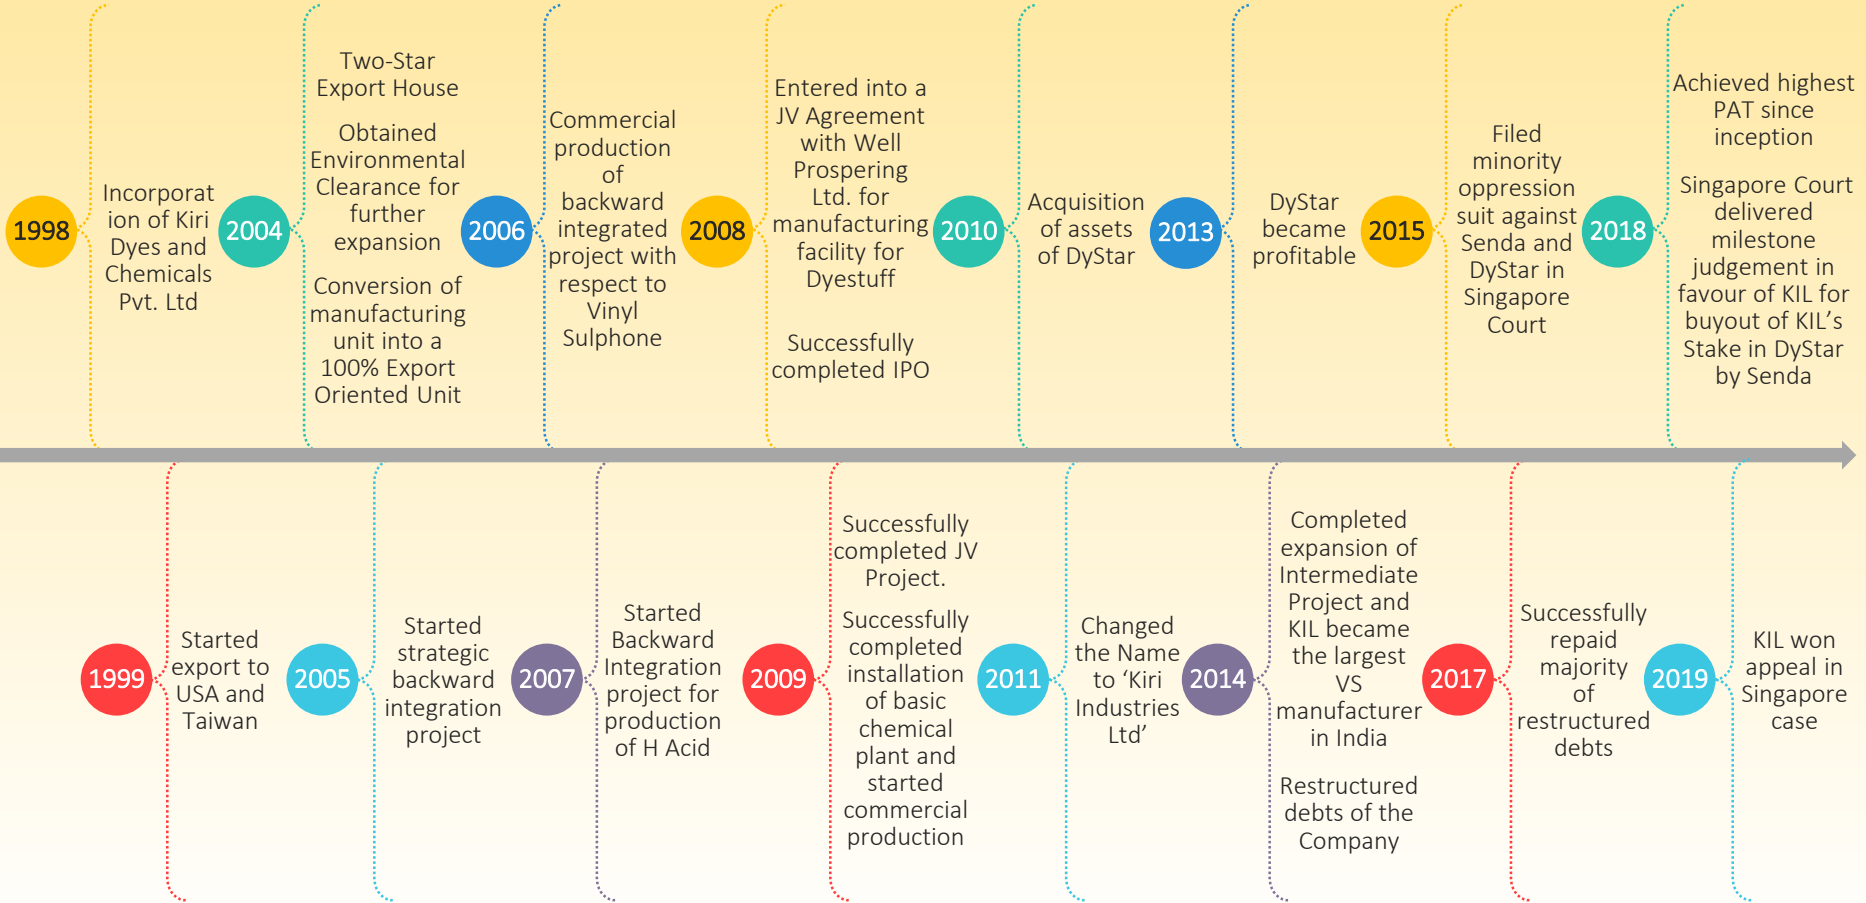 1998
Incorporat
ion of Kiri
Dyes and
Chemicals
Pvt. Ltd
2004
Two-Star
Export House
Obtained
Environmental
Clearance for
further
expansion
Conversion of
manufacturing
unit into a
100% Export
Oriented Unit
2006
Commercial
production
of
backward
integrated
project with
respect to
Vinyl
Sulphone
2008
Entered into a
JV Agreement
with Well
Prospering
Ltd. for
manufacturing
facility for
Dyestuff
Successfully
completed IPO
2010
Acquisition
of assets
of DyStar
2013
DyStar
became
profitable
2015
Filed
minority
oppression
suit against
Senda and
DyStar in
Singapore
Court
2018
Achieved highest
PAT since
inception
Singapore Court
delivered
milestone
judgement in
favour of KIL for
buyout of KIL’s
Stake in DyStar
by Senda
1999
Started
export to
USA and
Taiwan
2005
Started
strategic
backward
integration
project
2007
Started
Backward
Integration
project for
production
of H Acid
2009
Successfully
completed JV
Project.
Successfully
completed
installation
of basic
chemical
plant and
started
commercial
production
2011
Changed
the Name
to ‘Kiri
Industries
Ltd’
2014
Completed
expansion of
Intermediate
Project and
KIL became
the largest
VS
manufacturer
in India
Restructured
debts of the
Company
2017
Successfully
repaid
majority
of
restructured
debts
2019
KIL won
appeal in
Singapore
case